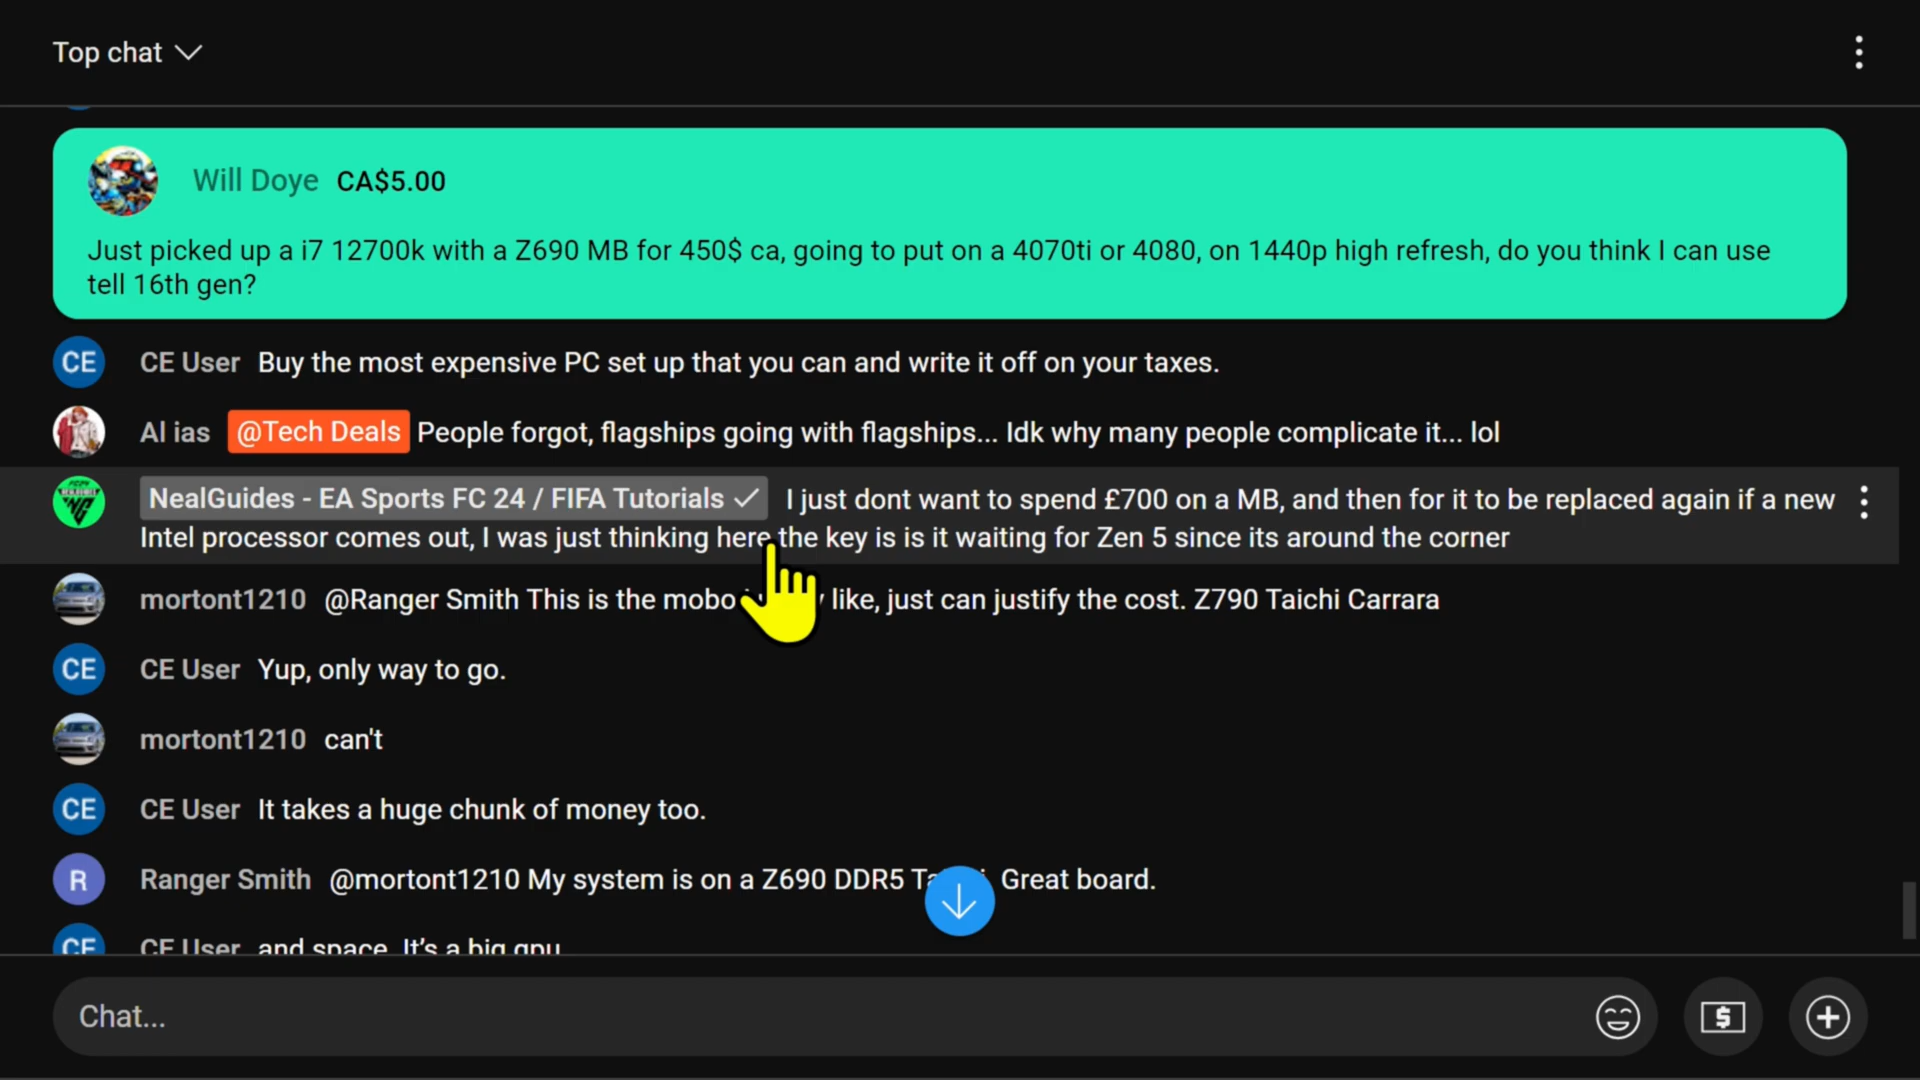 Top chat
Will Doye CA$5.00
Just picked up a i7 12700k with a Z690 MB for 450$ ca, going to put on a 4070ti or 4080, on 1440p high refresh, do you think I can use
tell 16th gen?
CE CE User Buy the most expensive PC set up that you can and write it off on your taxes.
Al ias @Tech Deals People forgot, flagships going with flagships... Idk why many people complicate it... lol
NealGuides - EA Sports FC 24 / FIFA Tutorials I just dont want to spend £700 on a MB, and then for it to be replaced again if a new
Intel processor comes out, I was just thinking here the key is is it waiting for Zen 5 since its around the corner
mortont1210 @Ranger Smith This is the mobo like, just can justify the cost. Z790 Taichi Carrara
CE CE User Yup, only way to go.
mortont1210 can't
CE CE User It takes a huge chunk of money too.
R Ranger Smith @mortont1210 My system is on a Z690 DDR5 Great board.
CE CE User and space. It's a big gpu
Chat...